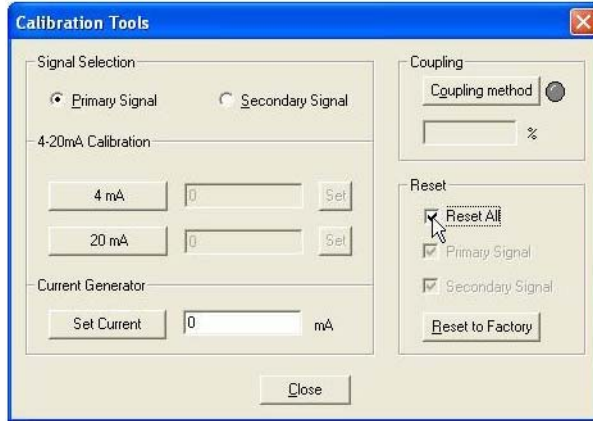 Calibration Tools
Signal Selection
Primary Signal
Secondary Signal
4-20mA Calibration
4 mA
0
Set
20 mA
0
Set
Current Generator
Set Current
0
mA
Coupling
Coupling method
%
Reset
Reset All
Primary Signal
Secondary Signal
Reset to Factory
Close